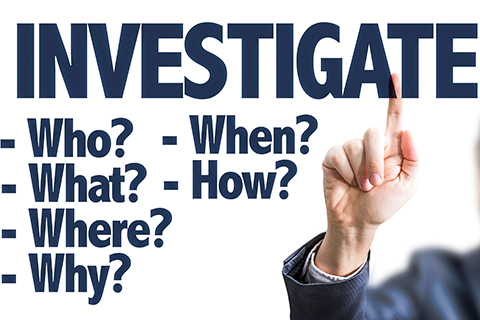 INVESTIGATE
- Who?
- What?
- Where?
- Why?
- When?
- How?